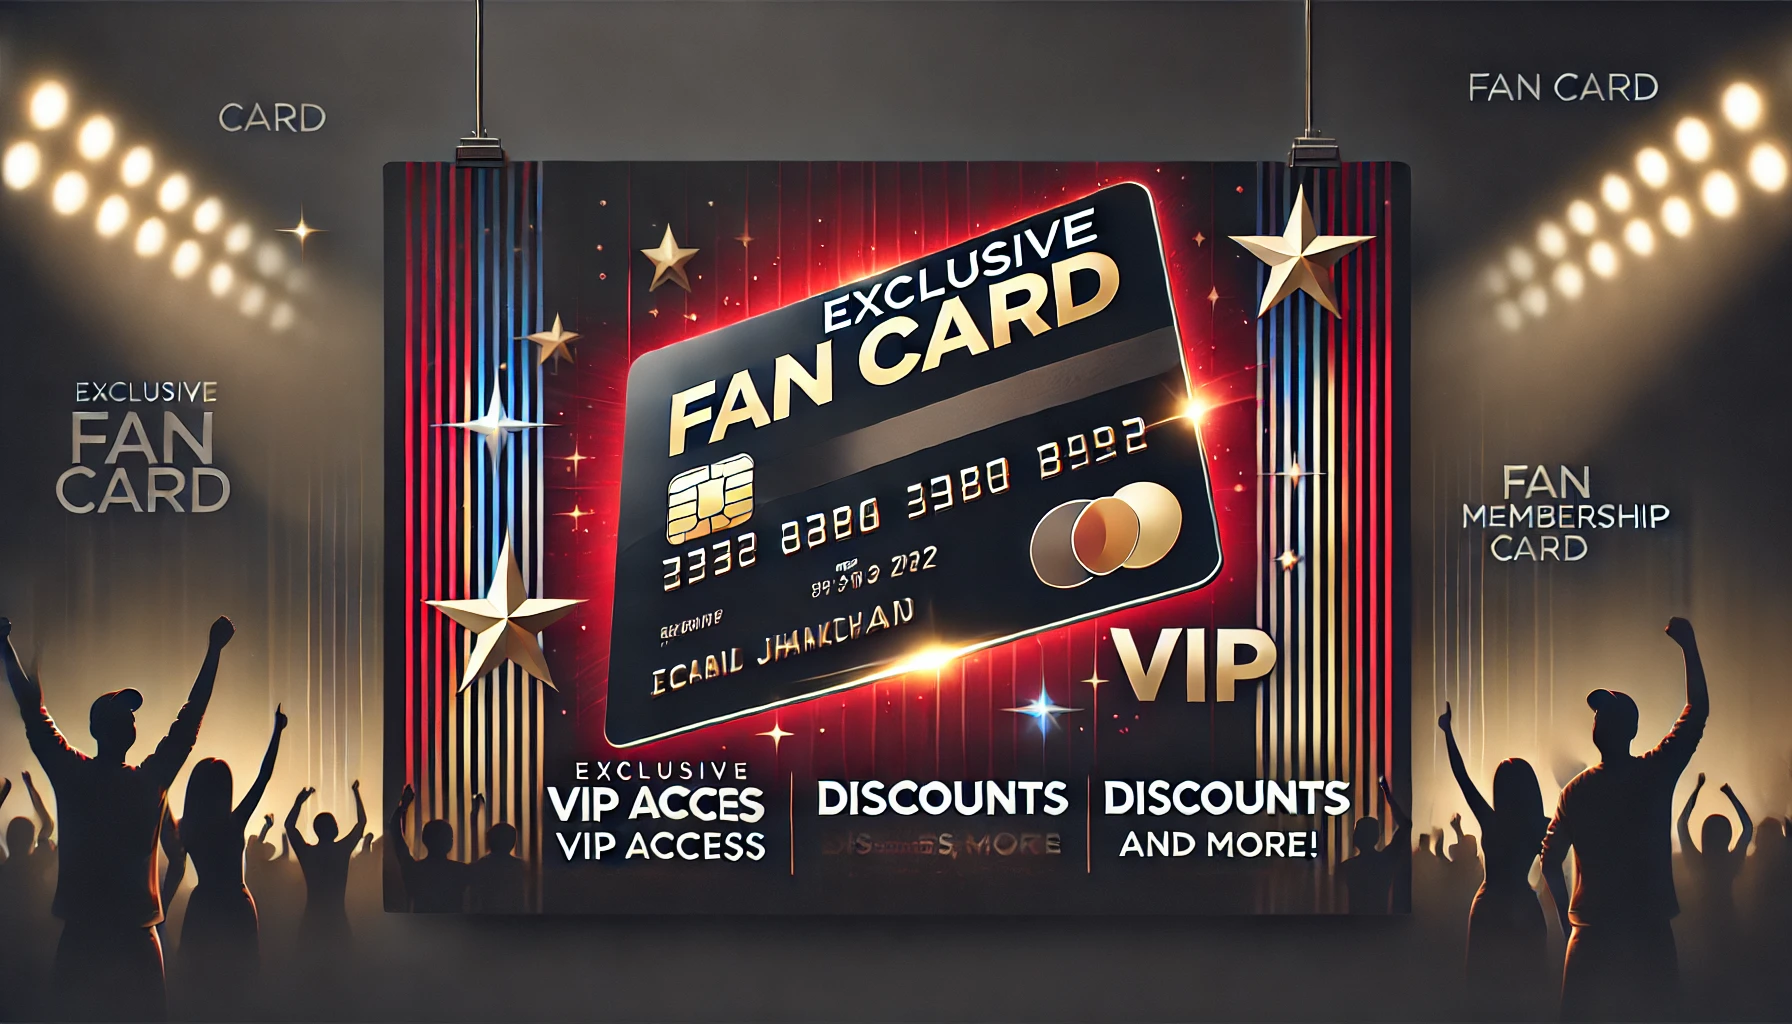 CARD
FAN CARD
EXCLUSIVE
FAN
CARD
EXCLUSIVE
FAN CARD
FAN
MEMBERSHIP
CARD
VIP
EXCLUSIVE
VIP ACCES
VIP ACCESS
DISCOUNTS
DISCOUNTS
AND MORE!